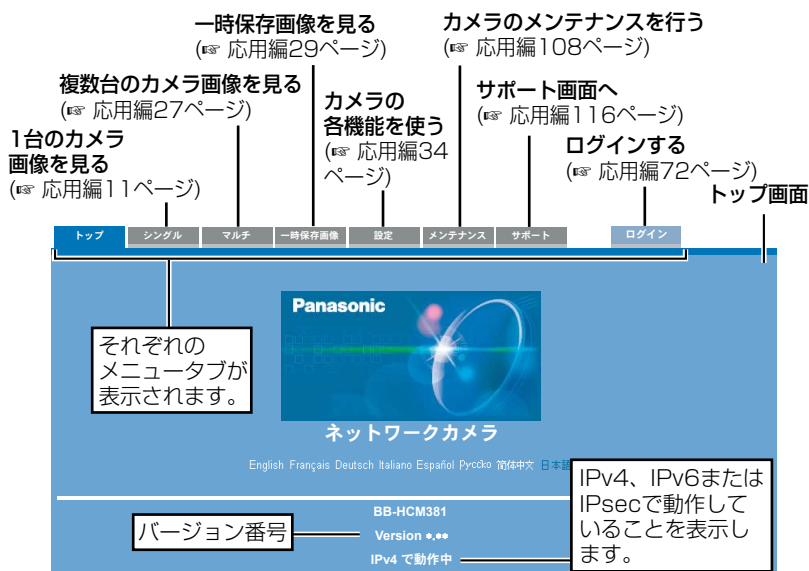 一時保存画像を見る
(☞ 応用編29ページ)
カメラのメンテナンスを行う
(☞ 応用編108ページ)
複数台のカメラ画像を見る
(☞ 応用編27ページ)
カメラの
各機能を使う
(☞ 応用編34
ページ)
サポート画面へ
(☞ 応用編116ページ)
1台のカメラ
画像を見る
(☞ 応用編11ページ)
ログインする
(☞ 応用編72ページ)
トップ画面
トップ シングル マルチ 一時保存画像 設定 メンテナンス サポート ログイン
それぞれの
メニュータブが
表示されます。
Panasonic
ネットワークカメラ
English Français Deutsch Italiano Español Русско 简体中文 日本語
IPv4、IPv6または
IPsecで動作して
いることを表示し
ます。
BB-HCM381
バージョン番号
Version *.**
IPv4 で動作中